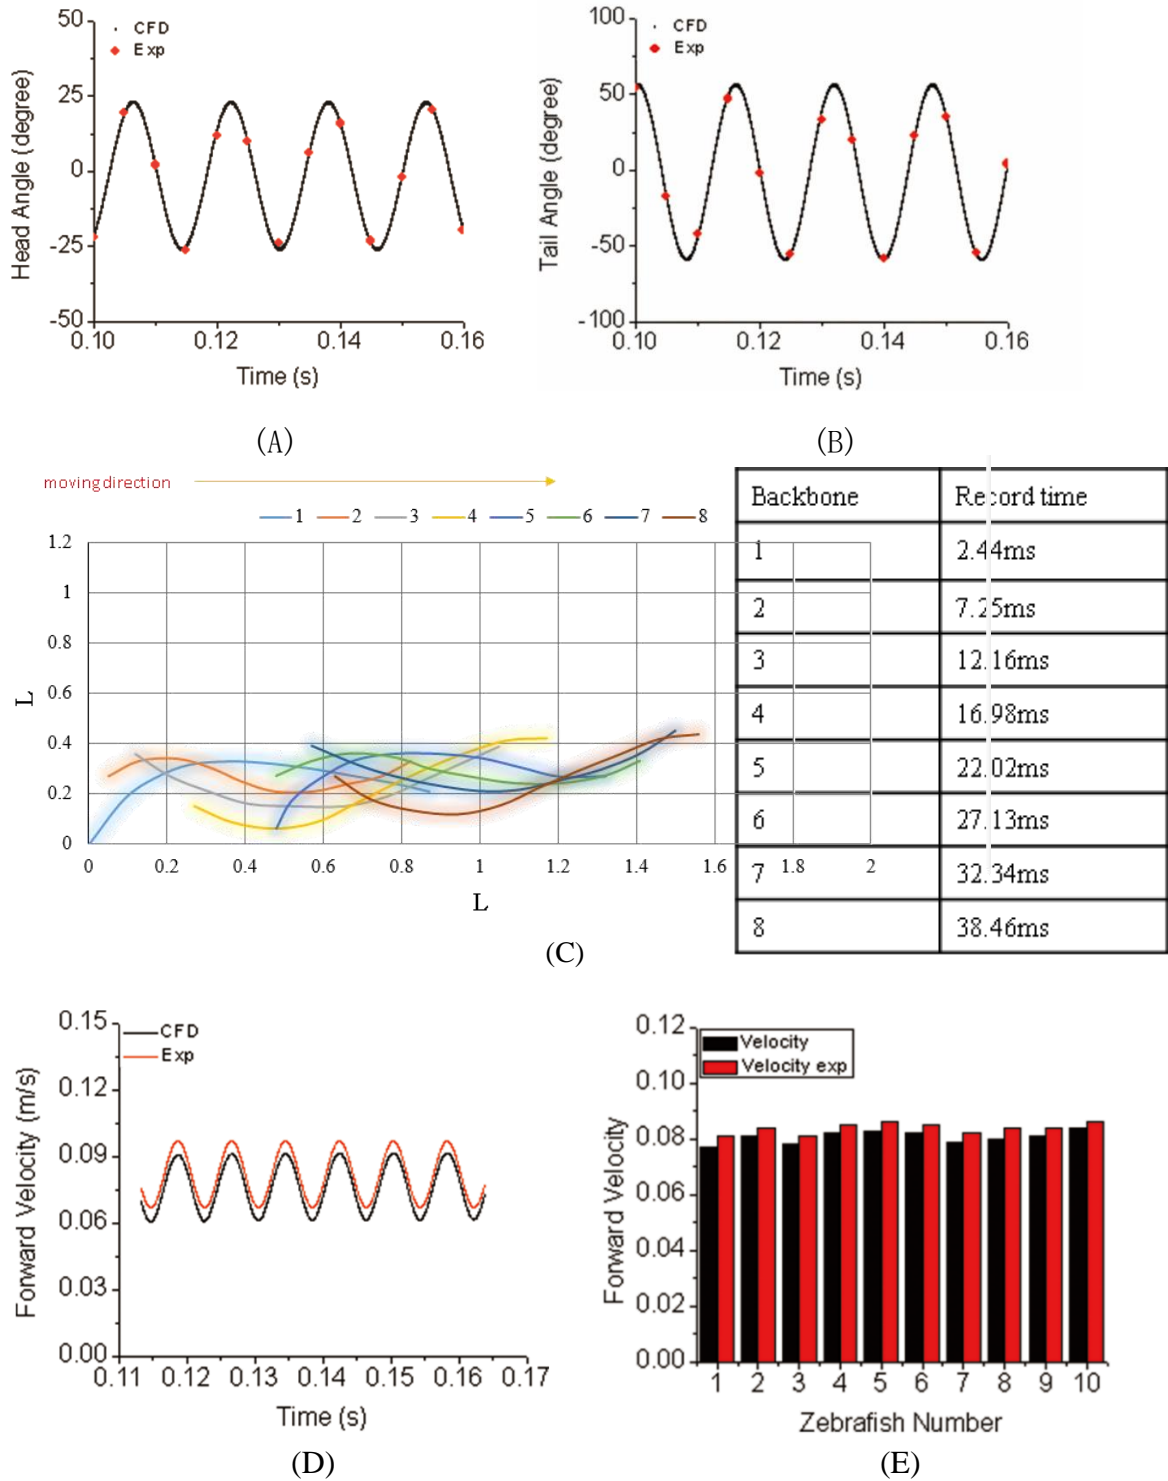 50
25
0
-25
-50
Head Angle (degree)
CFD
Exp
0.10 0.12 0.14 0.16
Time (s)
(A)
100
50
0
-50
-100
Tail Angle (degree)
CFD
Exp
0.10 0.12 0.14 0.16
Time (s)
(B)
moving direction
1 2 3 4 5 6 7 8
1.2
1
0.8
0.6
0.4
0.2
0
L
0 0.2 0.4 0.6 0.8 1 1.2 1.4 1.6 1.8 2
L
Backbone Record time
1 2.44ms
2 7.25ms
3 12.16ms
4 16.98ms
5 22.02ms
6 27.13ms
7 32.34ms
8 38.46ms
(C)
0.15
0.12
0.09
0.06
0.03
0.00
Forward Velocity (m/s)
CFD
Exp
0.11 0.12 0.13 0.14 0.15 0.16 0.17
Time (s)
(D)
0.12
0.10
0.08
0.06
0.04
0.02
0.00
Forward Velocity
Velocity
Velocity exp
1 2 3 4 5 6 7 8 9 10
Zebrafish Number
(E)